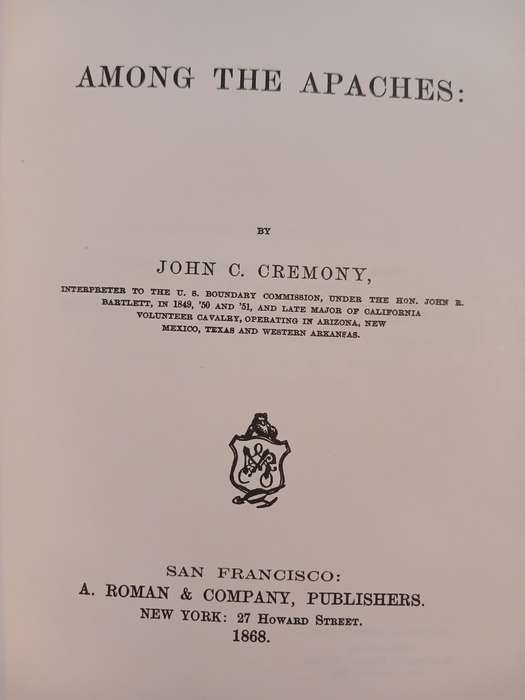 AMONG THE APACHES:
BY
JOHN C. CREMONY,
INTERPRETER TO THE U. S. BOUNDARY COMMISSION, UNDER THE HON. JOHN R.
BARTLETT, IN 1849, '50 AND '51, AND LATE MAJOR OF CALIFORNIA
VOLUNTEER CAVALRY, OPERATING IN ARIZONA, NEW
MEXICO, TEXAS AND WESTERN ARKANSAS.
SAN FRANCISCO:
A. ROMAN & COMPANY, PUBLISHERS.
NEW YORK: 27 HOWARD STREET.
1868.